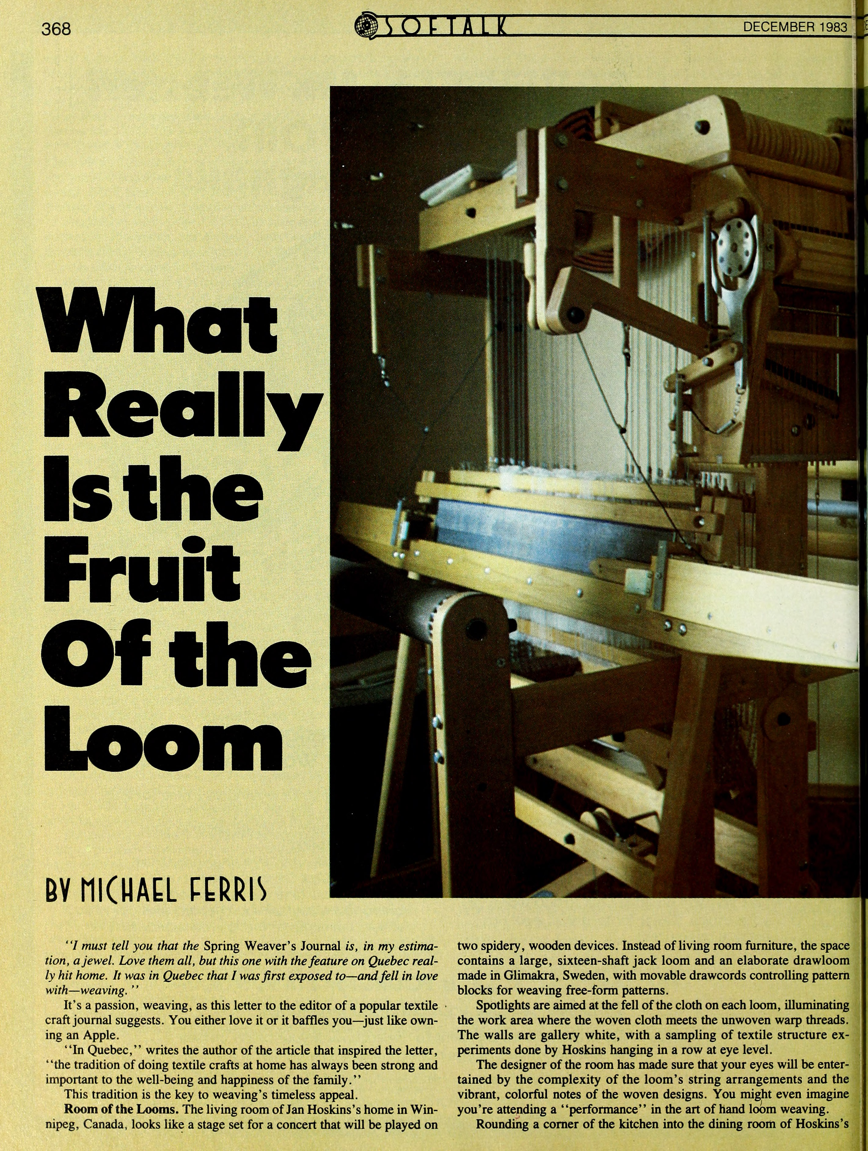 368
SOFTALK
DECEMBER 1983
What
Really
Is the
Fruit
Of the
Loom
BY MICHAEL FERRIS
"I must tell you that the Spring Weaver's Journal is, in my estima-
tion, a jewel. Love them all, but this one with the feature on Quebec real-
ly hit home. It was in Quebec that I was first exposed to—and fell in love
with—weaving."
It's a passion, weaving, as this letter to the editor of a popular textile
craft journal suggests. You either love it or it baffles you—just like own-
ing an Apple.
"In Quebec," writes the author of the article that inspired the letter,
"the tradition of doing textile crafts at home has always been strong and
important to the well-being and happiness of the family."
This tradition is the key to weaving's timeless appeal.
Room of the Looms. The living room of Jan Hoskins's home in Win-
nipeg, Canada, looks like a stage set for a concert that will be played on
two spidery, wooden devices. Instead of living room furniture, the space
contains a large, sixteen-shaft jack loom and an elaborate drawloom
made in Glimakra, Sweden, with movable drawcords controlling pattern
blocks for weaving free-form patterns.
Spotlights are aimed at the fell of the cloth on each loom, illuminating
the work area where the woven cloth meets the unwoven warp threads.
The walls are gallery white, with a sampling of textile structure ex-
periments done by Hoskins hanging in a row at eye level.
The designer of the room has made sure that your eyes will be enter-
tained by the complexity of the loom's string arrangements and the
vibrant, colorful notes of the woven designs. You might even imagine
you're attending a "performance" in the art of hand loom weaving.
Rounding a corner of the kitchen into the dining room of Hoskins's